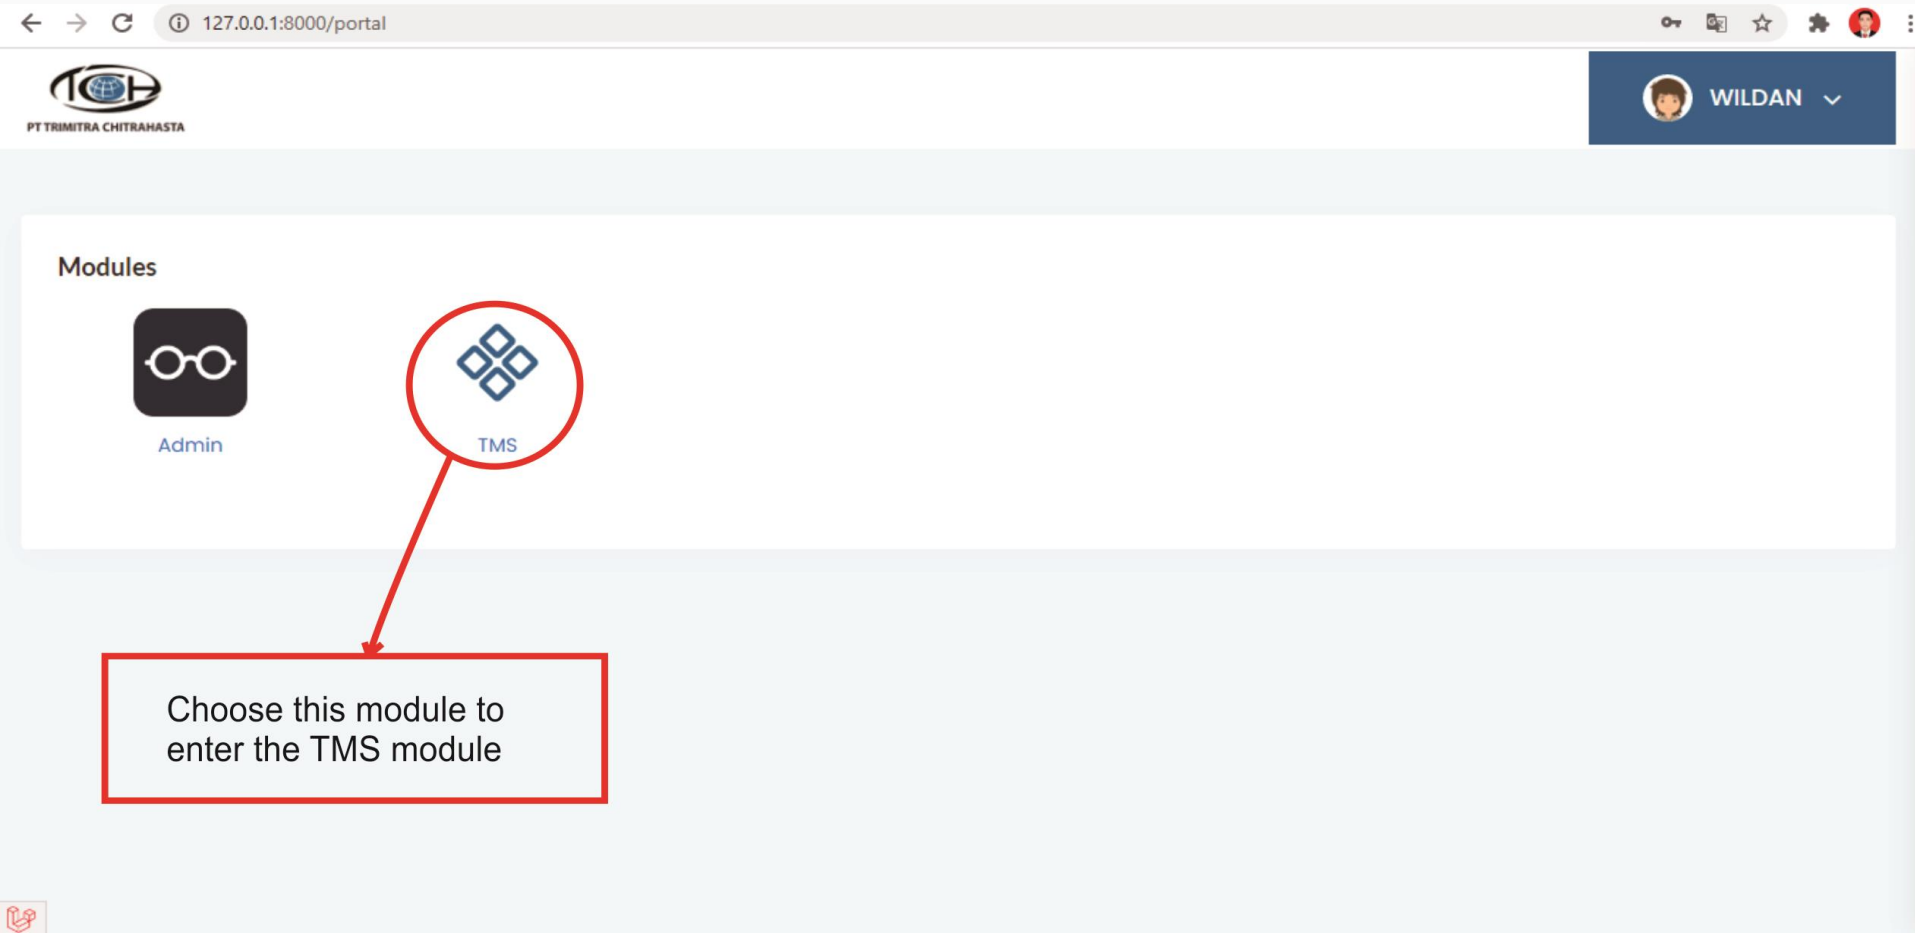 127.0.0.1:8000/portal
TCH
PT TRIMITRA CHITRAHASTA
WILDAN
Modules
Admin
TMS
Choose this module to
enter the TMS module